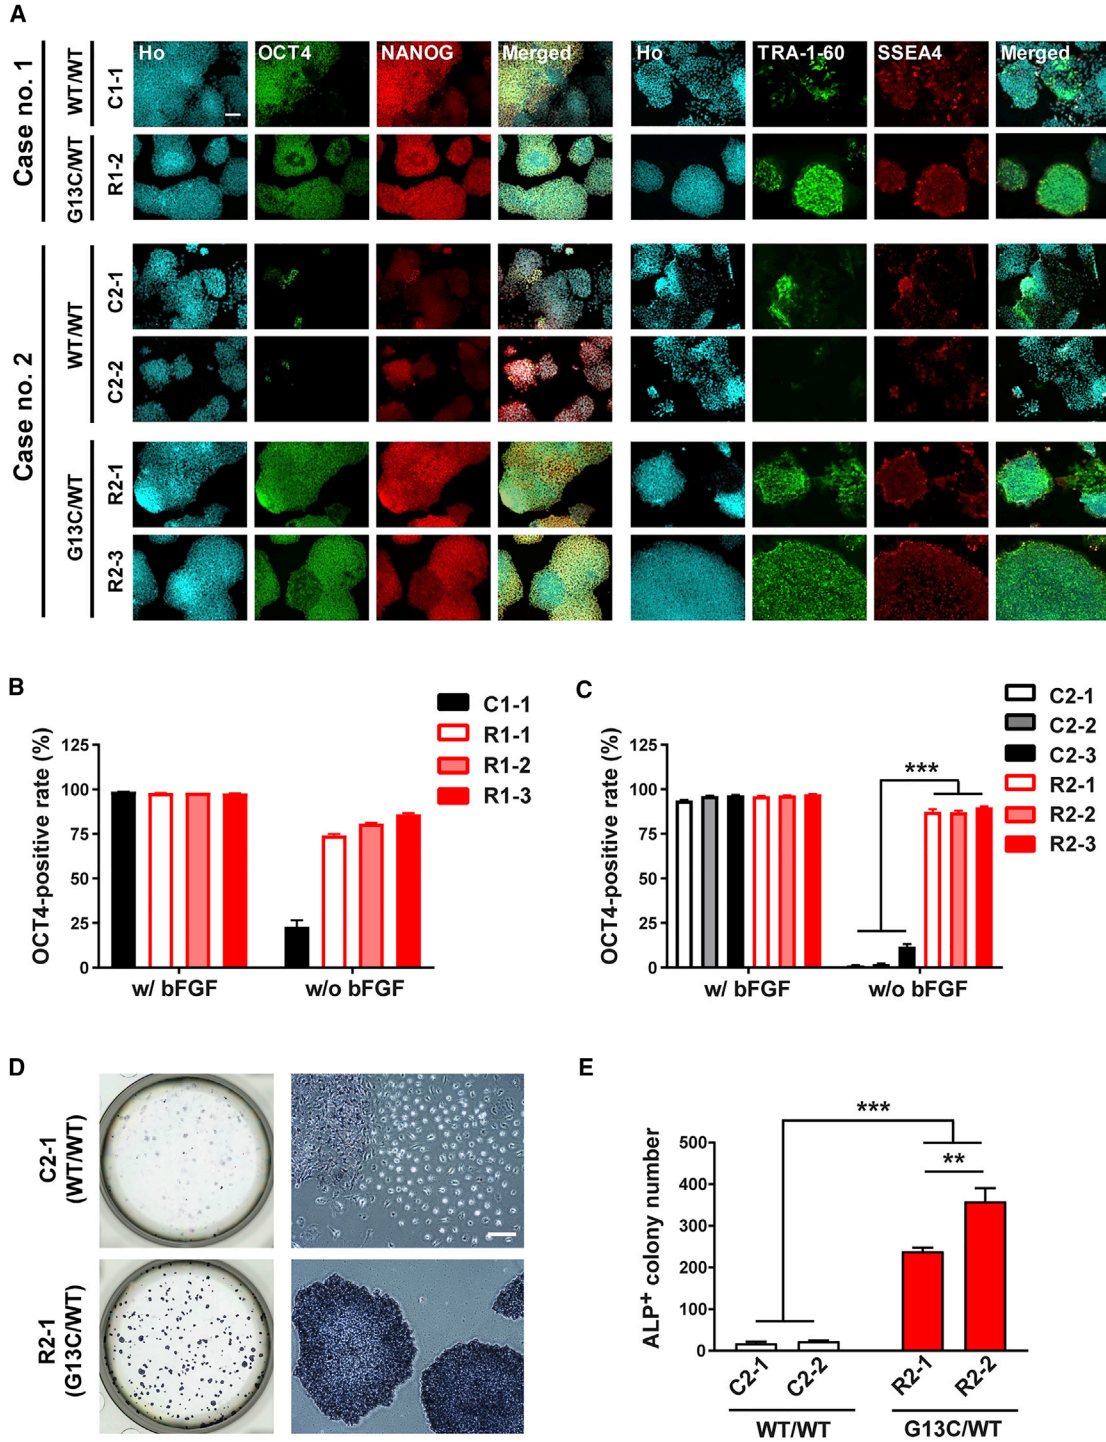 A
Case no. 1
WT/WT
C1-1
Ho OCT4 NANOG Merged Ho TRA-1-60 SSEA4 Merged
G13C/WT
R1-2
Case no. 2
WT/WT
C2-1
C2-2
G13C/WT
R2-1
R2-3
B
C1-1
R1-1
R1-2
R1-3
OCT4-positive rate (%)
125
100
75
50
25
0
w/ bFGF w/o bFGF
C
C2-1
C2-2
C2-3
R2-1
R2-2
R2-3
OCT4-positive rate (%)
125
100
75
50
25
0
***
w/ bFGF w/o bFGF
D
C2-1
(WT/WT)
R2-1
(G13C/WT)
E
ALP+ colony number
500
400
300
200
100
0
***
**
C2-1 C2-2 R2-1 R2-2
WT/WT G13C/WT